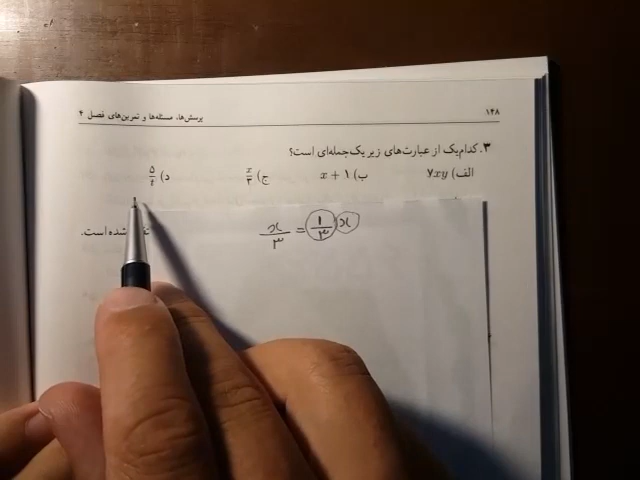 ۱۴۸ پرسش‌ها، مسئله‌ها و تمرین‌های فصل ۴
۳. کدام‌یک از عبارت‌های زیر یک جمله‌ای است؟
الف) ۷xy ب) x + ۱ ج) x/۳ د) ۵/t
x/۳ = ۱/۳ x
شده است.